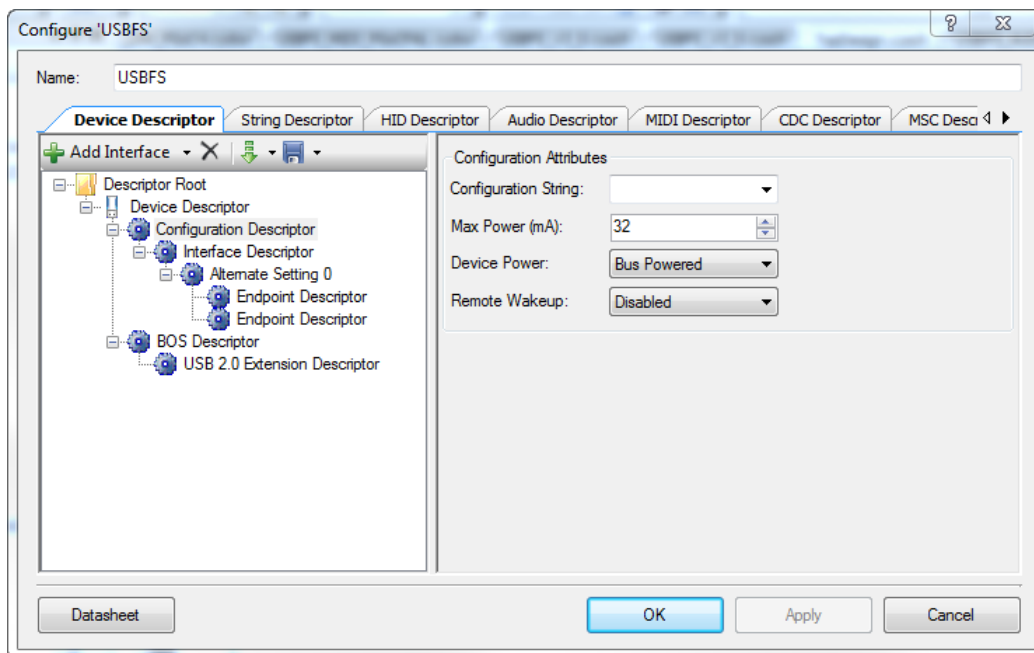 Configure 'USBFS'
Name: USBFS
Device Descriptor String Descriptor HID Descriptor Audio Descriptor MIDI Descriptor CDC Descriptor MSC Desc
Add Interface
Descriptor Root
Device Descriptor
Configuration Descriptor
Interface Descriptor
Alternate Setting 0
Endpoint Descriptor
Endpoint Descriptor
BOS Descriptor
USB 2.0 Extension Descriptor
Configuration Attributes
Configuration String:
Max Power (mA): 32
Device Power: Bus Powered
Remote Wakeup: Disabled
Datasheet OK Apply Cancel